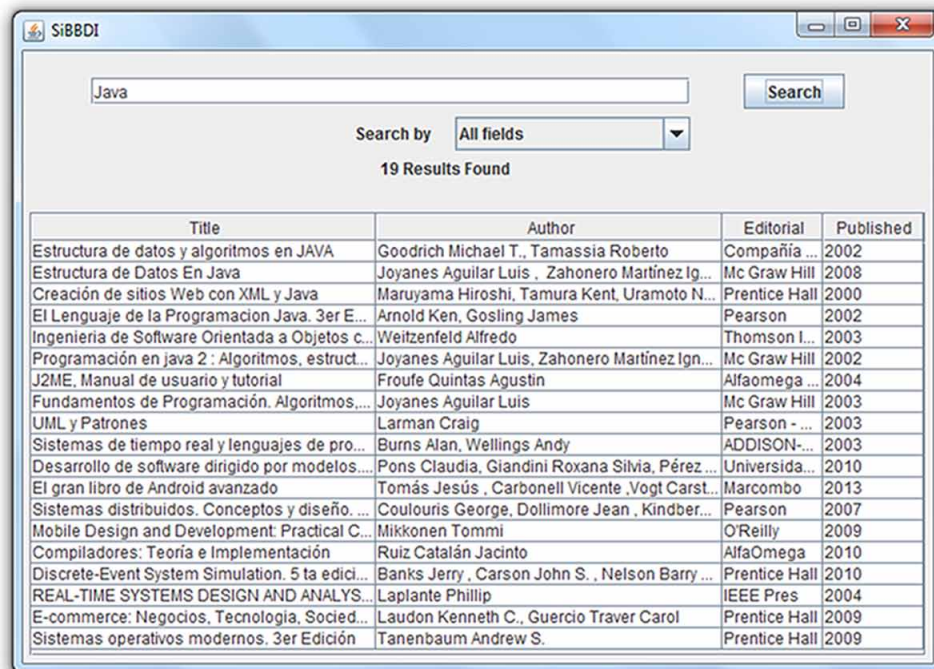 SiBBDI
Java Search
Search by All fields
19 Results Found
Title Author Editorial Published
Estructura de datos y algoritmos en JAVA Goodrich Michael T., Tamassia Roberto Compañía ... 2002
Estructura de Datos En Java Joyanes Aguilar Luis , Zahonero Martínez Ig... Mc Graw Hill 2008
Creación de sitios Web con XML y Java Maruyama Hiroshi, Tamura Kent, Uramoto N... Prentice Hall 2000
El Lenguaje de la Programacion Java. 3er E... Arnold Ken, Gosling James Pearson 2002
Ingenieria de Software Orientada a Objetos c... Weitzenfeld Alfredo Thomson I... 2003
Programación en java 2 : Algoritmos, estruct... Joyanes Aguilar Luis, Zahonero Martínez Ign... Mc Graw Hill 2002
J2ME, Manual de usuario y tutorial Froufe Quintas Agustin Alfaomega ... 2004
Fundamentos de Programación. Algoritmos,... Joyanes Aguilar Luis Mc Graw Hill 2003
UML y Patrones Larman Craig Pearson - ... 2003
Sistemas de tiempo real y lenguajes de pro... Burns Alan, Wellings Andy ADDISON-... 2003
Desarrollo de software dirigido por modelos.... Pons Claudia, Giandini Roxana Silvia, Pérez ... Universida... 2010
El gran libro de Android avanzado Tomás Jesús , Carbonell Vicente ,Vogt Carst... Marcombo 2013
Sistemas distribuidos. Conceptos y diseño. ... Coulouris George, Dollimore Jean , Kindber... Pearson 2007
Mobile Design and Development: Practical C... Mikkonen Tommi O'Reilly 2009
Compiladores: Teoría e Implementación Ruiz Catalán Jacinto AlfaOmega 2010
Discrete-Event System Simulation. 5 ta edici... Banks Jerry , Carson John S. , Nelson Barry ... Prentice Hall 2010
REAL-TIME SYSTEMS DESIGN AND ANALYS... Laplante Phillip IEEE Pres 2004
E-commerce: Negocios, Tecnologia, Socied... Laudon Kenneth C., Guercio Traver Carol Prentice Hall 2009
Sistemas operativos modernos. 3er Edición Tanenbaum Andrew S. Prentice Hall 2009